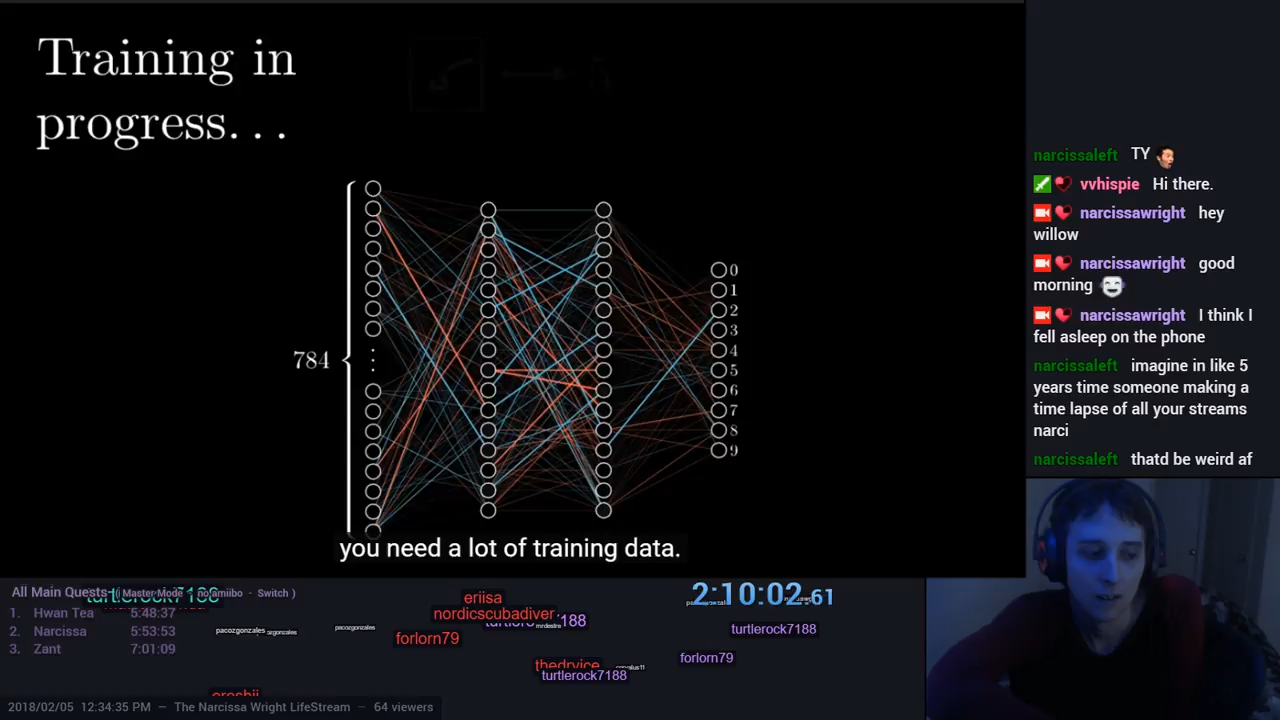 Training in
progress. . .
784
0
1
2
3
4
5
6
7
8
9
you need a lot of training data.
narcissaleft TY
vvhispie Hi there.
narcissawright hey
willow
narcissawright good
morning
narcissawright I think I
fell asleep on the phone
narcissaleft imagine in like 5
years time someone making a
time lapse of all your streams
narci
narcissaleft thatd be weird af
All Main Quests ( Master Mode - no amiibo - Switch )
turtlerock7188
1. Hwan Tea 5:48:37
2. Narcissa 5:53:53
3. Zant 7:01:09
pacozgonzales
pacozgonzales
eriisa
nordicscubadiver
forlorn79
thedrvice
turtlerock7188
2:10:02.61
turtlerock7188
forlorn79
2018/02/05 12:34:35 PM — The Narcissa Wright LifeStream — 64 viewers